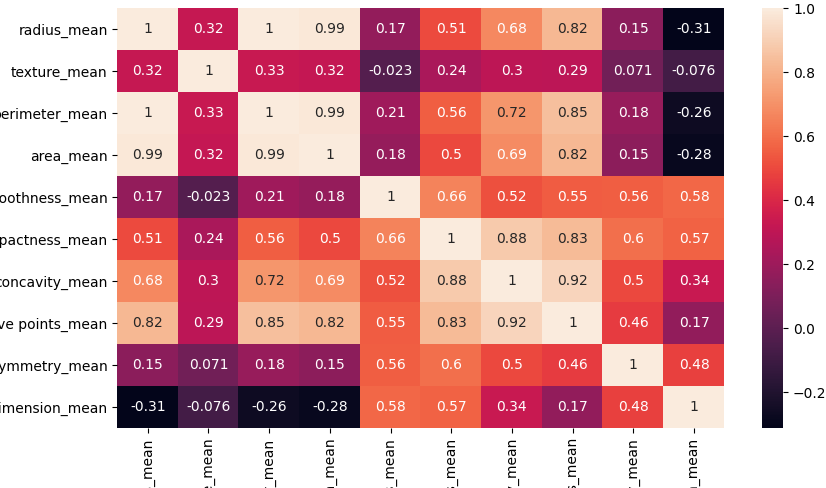 radius_mean 1 0.32 1 0.99 0.17 0.51 0.68 0.82 0.15 -0.31
texture_mean 0.32 1 0.33 0.32 -0.023 0.24 0.3 0.29 0.071 -0.076
erimeter_mean 1 0.33 1 0.99 0.21 0.56 0.72 0.85 0.18 -0.26
area_mean 0.99 0.32 0.99 1 0.18 0.5 0.69 0.82 0.15 -0.28
oothness_mean 0.17 -0.023 0.21 0.18 1 0.66 0.52 0.55 0.56 0.58
pactness_mean 0.51 0.24 0.56 0.5 0.66 1 0.88 0.83 0.6 0.57
concavity_mean 0.68 0.3 0.72 0.69 0.52 0.88 1 0.92 0.5 0.34
ve points_mean 0.82 0.29 0.85 0.82 0.55 0.83 0.92 1 0.46 0.17
ymmetry_mean 0.15 0.071 0.18 0.15 0.56 0.6 0.5 0.46 1 0.48
imension_mean -0.31 -0.076 -0.26 -0.28 0.58 0.57 0.34 0.17 0.48 1
_mean
e_mean
_mean
_mean
_mean
_mean
_mean
_mean
_mean
_mean
1.0
0.8
0.6
0.4
0.2
0.0
−0.2